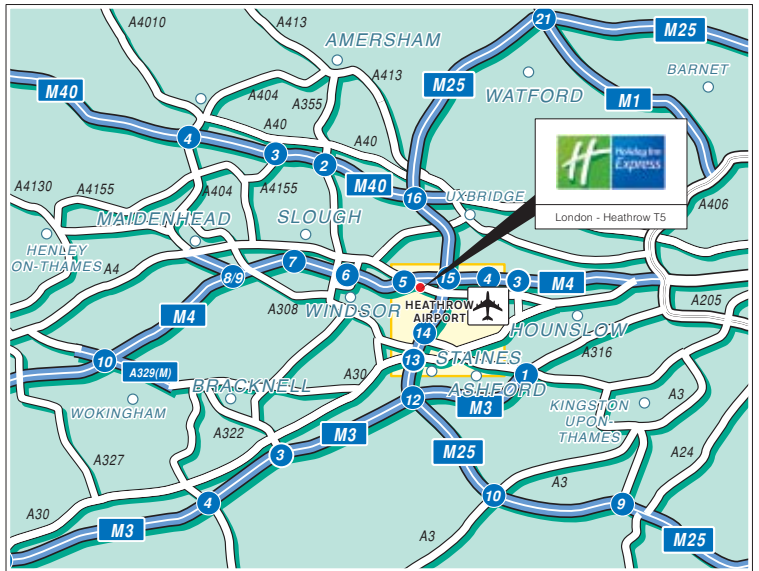 A4010
A413
21
M25
AMERSHAM
BARNET
A413
M40
A404
A355
M25
WATFORD
M1
A40
4
3
A40
2
Holiday Inn
Express
London - Heathrow T5
A4130
A4155
A404
A4155
M40
16
UXBRIDGE
A406
MAIDENHEAD
SLOUGH
HENLEY
ON-THAMES
A4
8/9
7
6
5
15
4
3
M4
A205
M4
A308
WINDSOR
HEATHROW
AIRPORT
14
HOUNSLOW
A316
10
A329(M)
13
STAINES
A30
1
BRACKNELL
ASHFORD
A3
12
M3
WOKINGHAM
KINGSTON
UPON-
THAMES
A322
M3
A327
3
M25
A24
A3
4
10
9
A30
M3
A3
M25